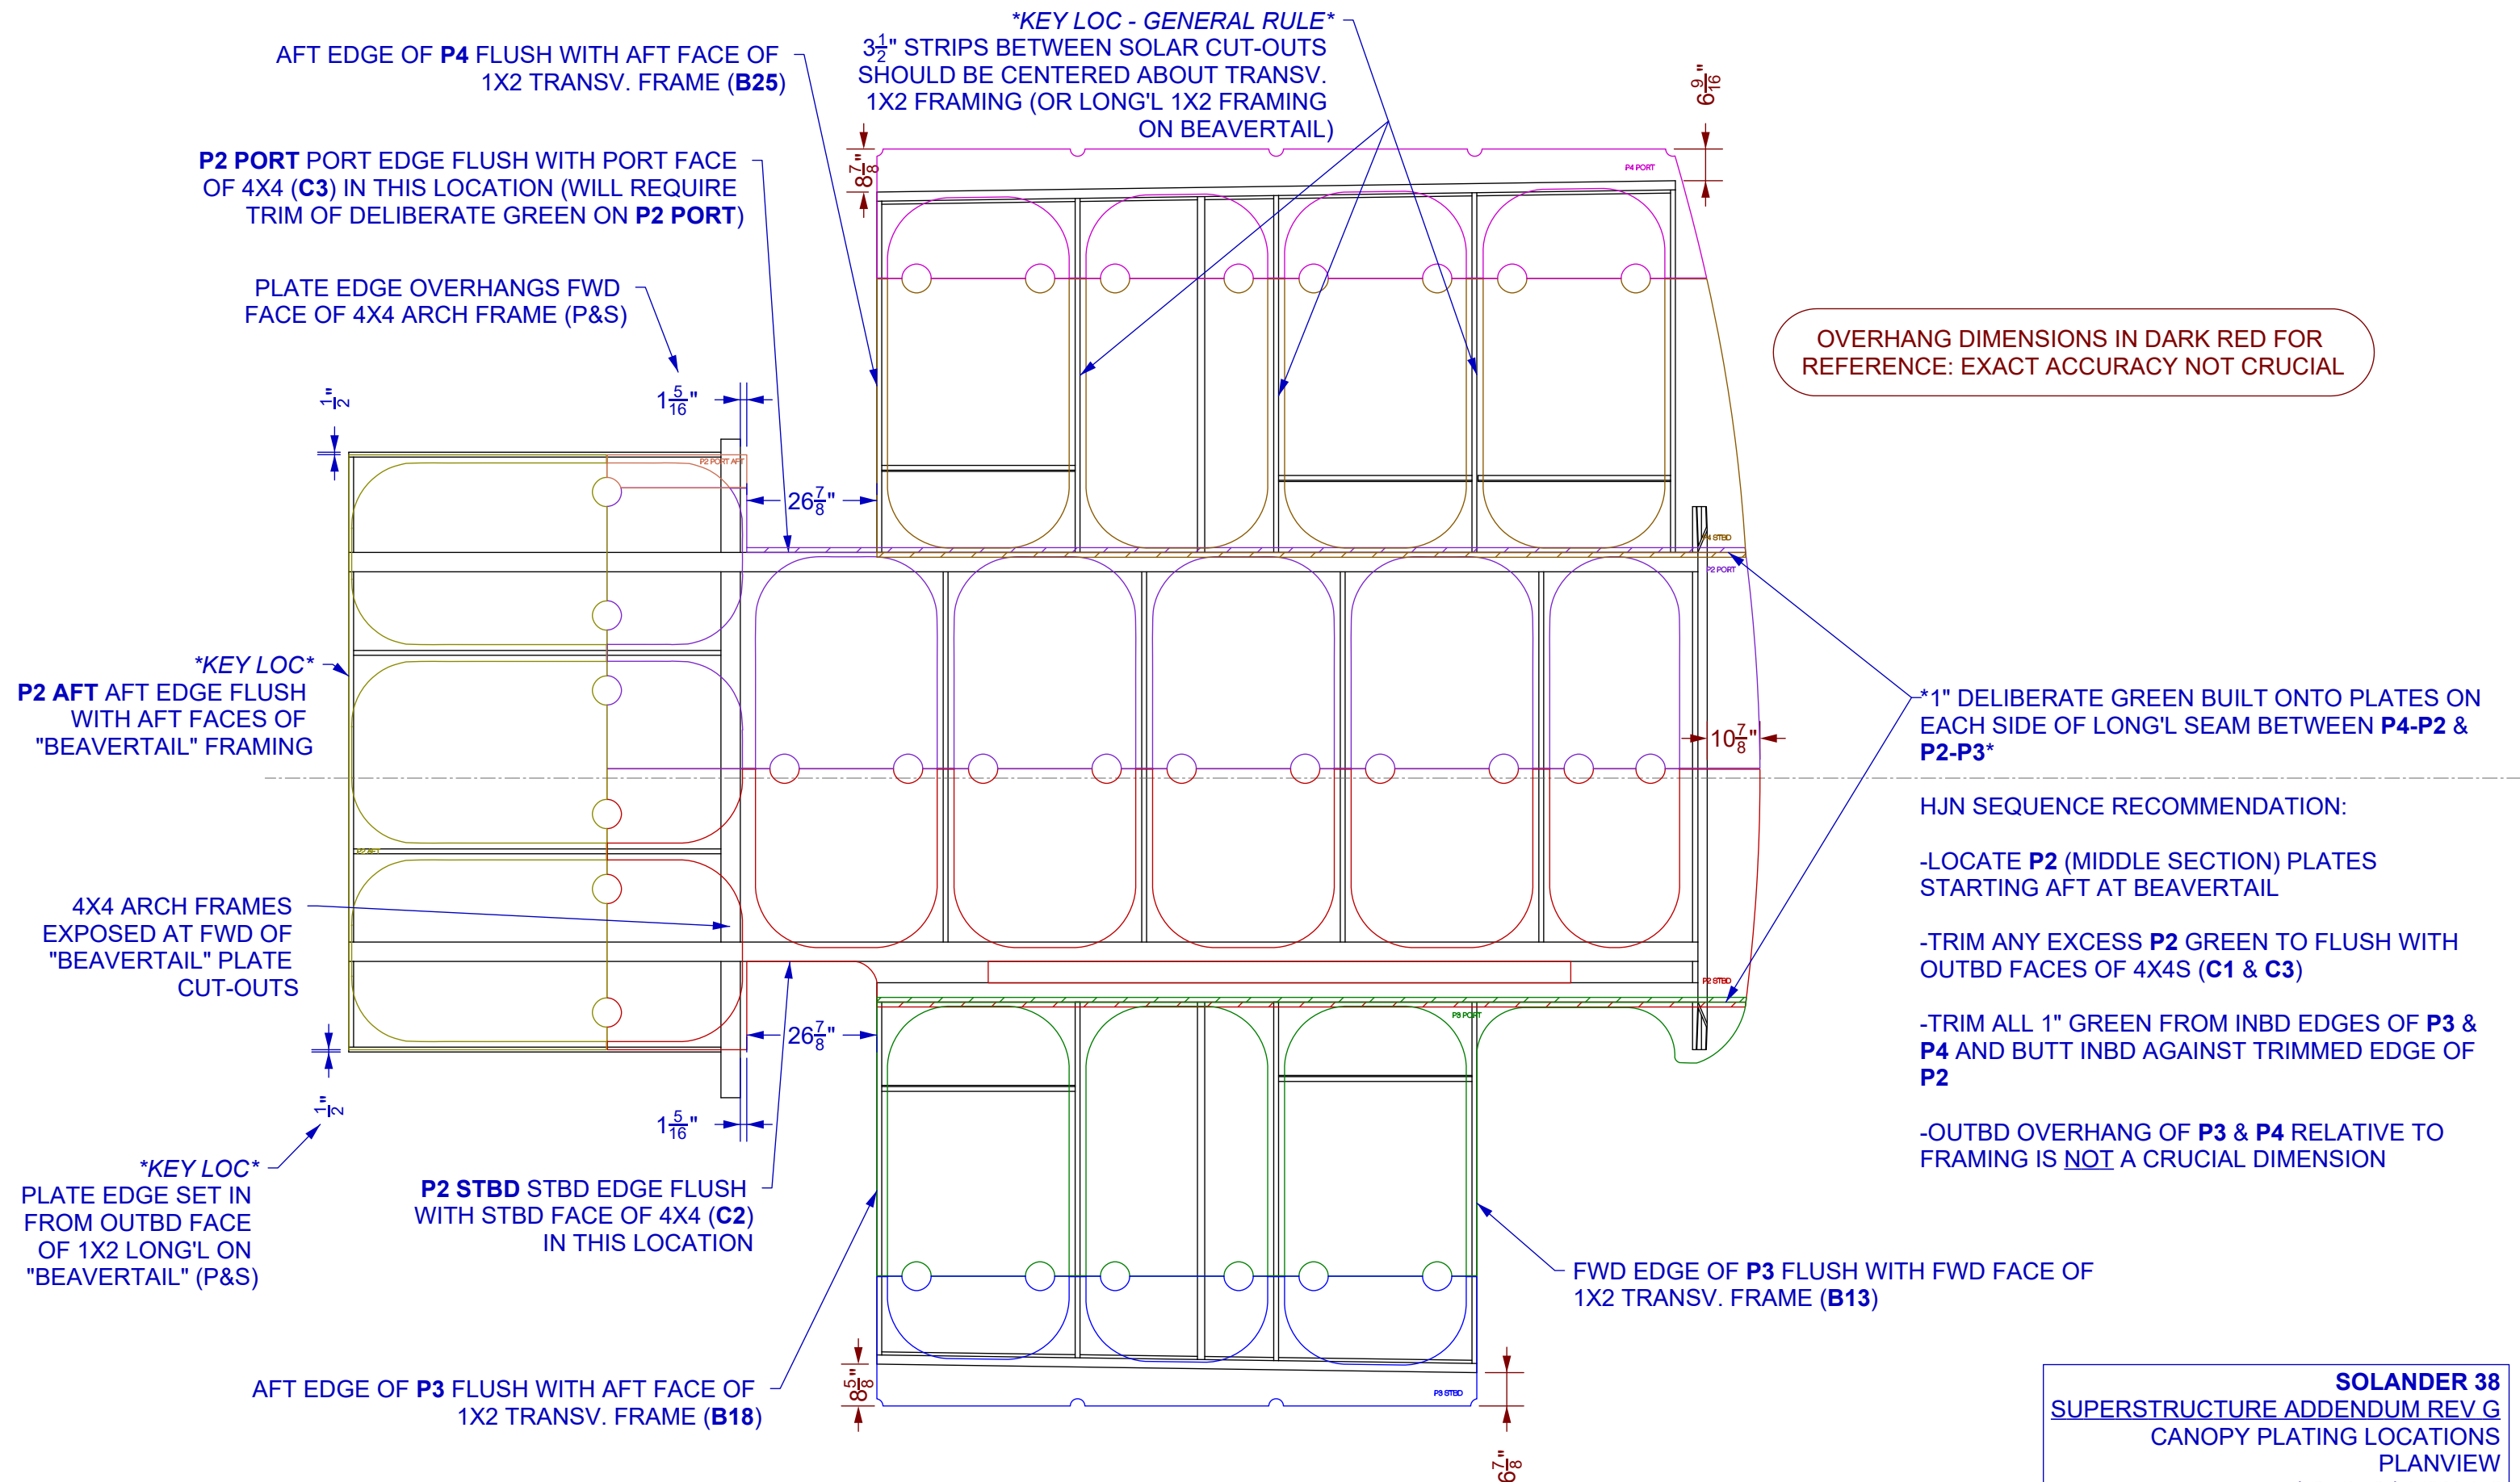 *KEY LOC - GENERAL RULE*
3 1/2" STRIPS BETWEEN SOLAR CUT-OUTS
SHOULD BE CENTERED ABOUT TRANSV.
1X2 FRAMING (OR LONG'L 1X2 FRAMING
ON BEAVERTAIL)
AFT EDGE OF P4 FLUSH WITH AFT FACE OF
1X2 TRANSV. FRAME (B25)
6 9/16"
8 7/8"
P4 PORT
P2 PORT PORT EDGE FLUSH WITH PORT FACE
OF 4X4 (C3) IN THIS LOCATION (WILL REQUIRE
TRIM OF DELIBERATE GREEN ON P2 PORT)
PLATE EDGE OVERHANGS FWD
FACE OF 4X4 ARCH FRAME (P&S)
OVERHANG DIMENSIONS IN DARK RED FOR
REFERENCE: EXACT ACCURACY NOT CRUCIAL
1/2"
1 5/16"
P2 PORT AFT
26 7/8"
P4 STBD
P2 PORT
*KEY LOC*
P2 AFT AFT EDGE FLUSH
WITH AFT FACES OF
"BEAVERTAIL" FRAMING
10 7/8"
*1" DELIBERATE GREEN BUILT ONTO PLATES ON
EACH SIDE OF LONG'L SEAM BETWEEN P4-P2 &
P2-P3*
HJN SEQUENCE RECOMMENDATION:
-LOCATE P2 (MIDDLE SECTION) PLATES
STARTING AFT AT BEAVERTAIL
-TRIM ANY EXCESS P2 GREEN TO FLUSH WITH
OUTBD FACES OF 4X4S (C1 & C3)
-TRIM ALL 1" GREEN FROM INBD EDGES OF P3 &
P4 AND BUTT INBD AGAINST TRIMMED EDGE OF
P2
-OUTBD OVERHANG OF P3 & P4 RELATIVE TO
FRAMING IS NOT A CRUCIAL DIMENSION
P2 AFT
4X4 ARCH FRAMES
EXPOSED AT FWD OF
"BEAVERTAIL" PLATE
CUT-OUTS
P2 STBD
P3 PORT
26 7/8"
1/2"
1 5/16"
*KEY LOC*
PLATE EDGE SET IN
FROM OUTBD FACE
OF 1X2 LONG'L ON
"BEAVERTAIL" (P&S)
P2 STBD STBD EDGE FLUSH
WITH STBD FACE OF 4X4 (C2)
IN THIS LOCATION
FWD EDGE OF P3 FLUSH WITH FWD FACE OF
1X2 TRANSV. FRAME (B13)
AFT EDGE OF P3 FLUSH WITH AFT FACE OF
1X2 TRANSV. FRAME (B18)
8 5/8"
P3 STBD
6 7/8"
SOLANDER 38
SUPERSTRUCTURE ADDENDUM REV G
CANOPY PLATING LOCATIONS
PLANVIEW